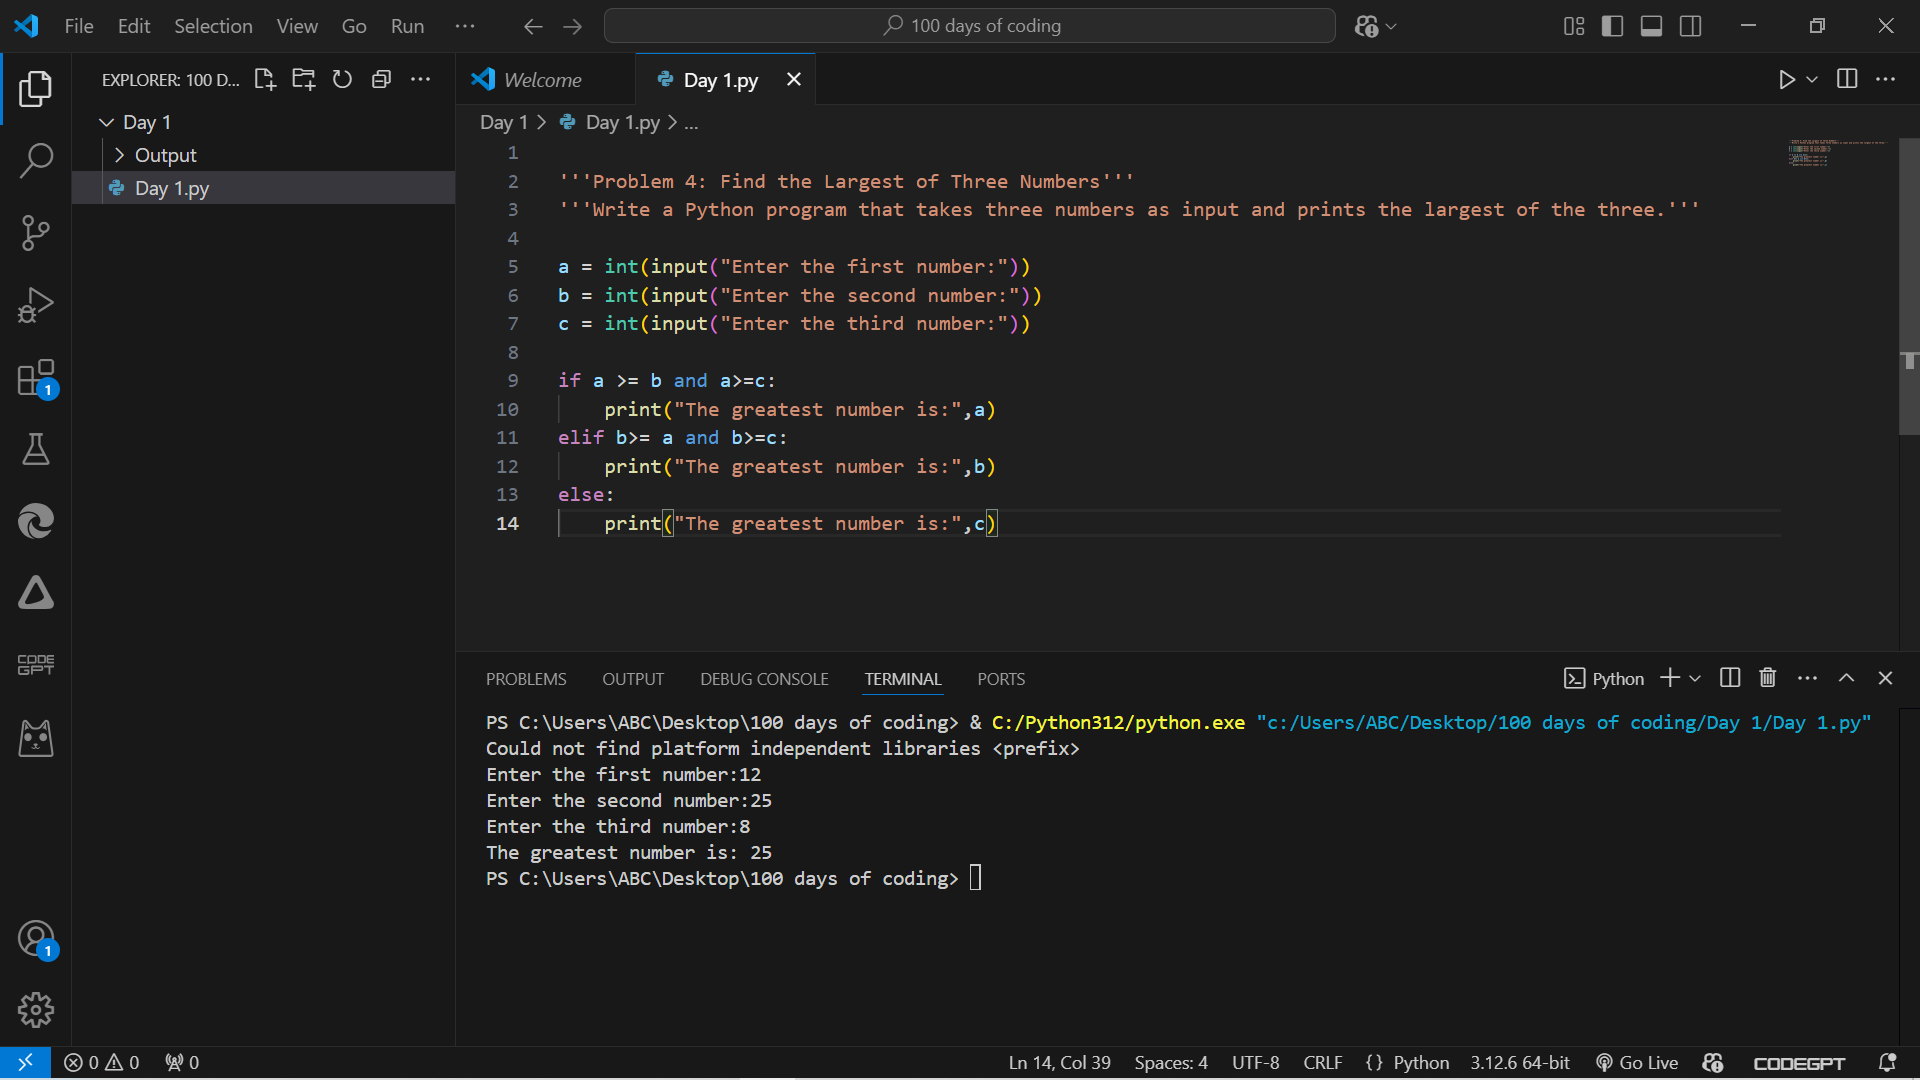 File Edit Selection View Go Run ··· 100 days of coding
EXPLORER: 100 D... ···
Day 1
Output
Day 1.py
Welcome Day 1.py ···
Day 1 > Day 1.py > ...
1
2 '''Problem 4: Find the Largest of Three Numbers'''
3 '''Write a Python program that takes three numbers as input and prints the largest of the three.'''
4
5 a = int(input("Enter the first number:"))
6 b = int(input("Enter the second number:"))
7 c = int(input("Enter the third number:"))
8
9 if a >= b and a>=c:
10     print("The greatest number is:",a)
11 elif b>= a and b>=c:
12     print("The greatest number is:",b)
13 else:
14     print("The greatest number is:",c)
1
CODE
GPT
1
PROBLEMS OUTPUT DEBUG CONSOLE TERMINAL PORTS Python ···
PS C:\Users\ABC\Desktop\100 days of coding> & C:/Python312/python.exe "c:/Users/ABC/Desktop/100 days of coding/Day 1/Day 1.py"
Could not find platform independent libraries <prefix>
Enter the first number:12
Enter the second number:25
Enter the third number:8
The greatest number is: 25
PS C:\Users\ABC\Desktop\100 days of coding>
0 0 0 Ln 14, Col 39 Spaces: 4 UTF-8 CRLF {} Python 3.12.6 64-bit Go Live CODEGPT